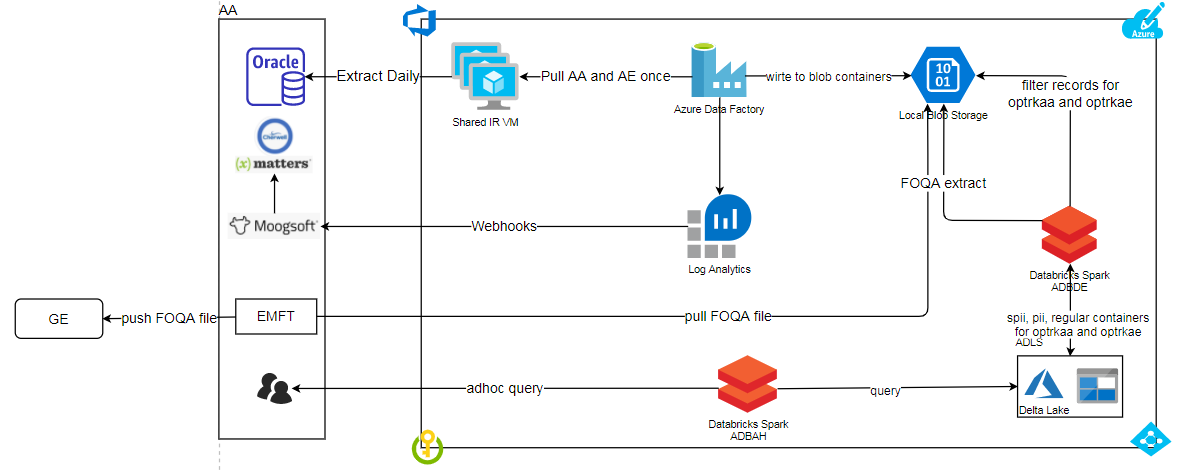 AA
Azure
Oracle
Extract Daily
Pull AA and AE once
wirte to blob containers
10
01
filter records for
optrkaa and optrkae
Shared IR VM
Azure Data Factory
Local Blob Storage
Cherwell
(x) matters
FOQA extract
Moogsoft
Webhooks
Log Analytics
Databricks Spark
ADBDE
GE
push FOQA file
EMFT
pull FOQA file
spii, pii, regular containers
for optrkaa and optrkae
ADLS
adhoc query
query
Delta Lake
Databricks Spark
ADBAH